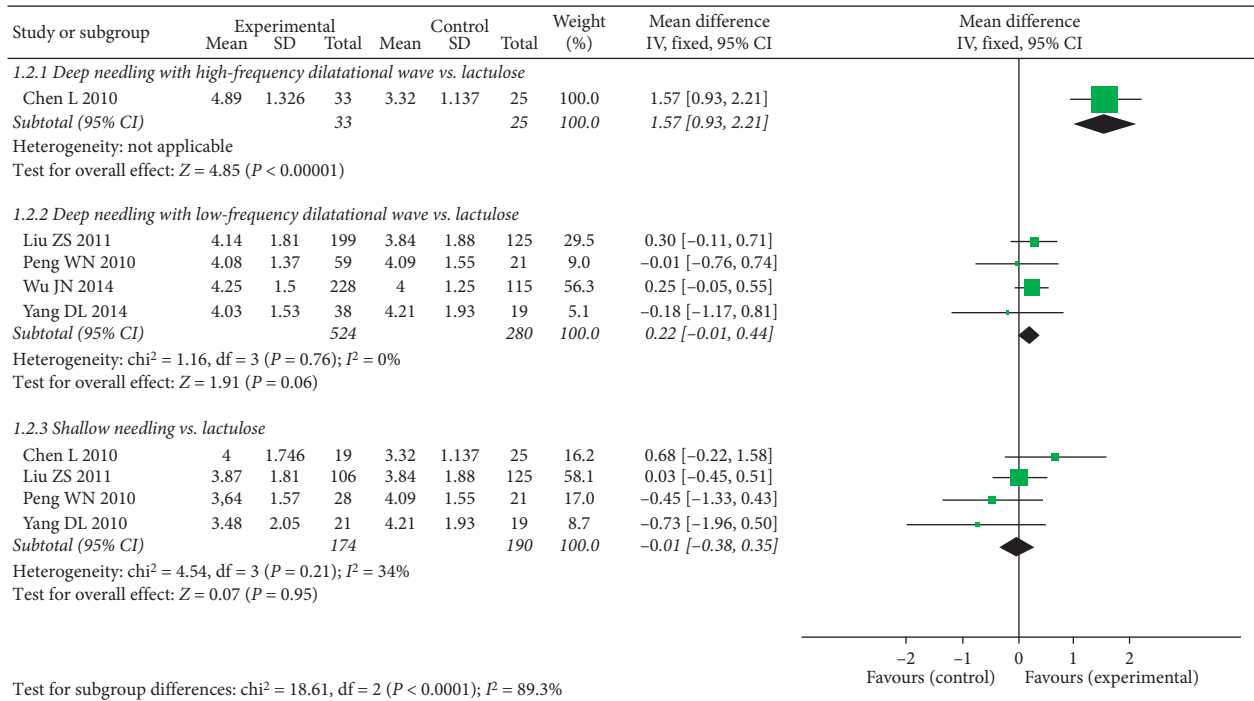 Study or subgroup Experimental Control Weight Mean difference Mean difference
Mean SD Total Mean SD Total (%) IV, fixed, 95% CI IV, fixed, 95% CI
1.2.1 Deep needling with high-frequency dilatational wave vs. lactulose
Chen L 2010 4.89 1.326 33 3.32 1.137 25 100.0 1.57 [0.93, 2.21]
Subtotal (95% CI) 33 25 100.0 1.57 [0.93, 2.21]
Heterogeneity: not applicable
Test for overall effect: Z = 4.85 (P < 0.00001)
1.2.2 Deep needling with low-frequency dilatational wave vs. lactulose
Liu ZS 2011 4.14 1.81 199 3.84 1.88 125 29.5 0.30 [–0.11, 0.71]
Peng WN 2010 4.08 1.37 59 4.09 1.55 21 9.0 –0.01 [–0.76, 0.74]
Wu JN 2014 4.25 1.5 228 4 1.25 115 56.3 0.25 [–0.05, 0.55]
Yang DL 2014 4.03 1.53 38 4.21 1.93 19 5.1 –0.18 [–1.17, 0.81]
Subtotal (95% CI) 524 280 100.0 0.22 [–0.01, 0.44]
Heterogeneity: chi² = 1.16, df = 3 (P = 0.76); I² = 0%
Test for overall effect: Z = 1.91 (P = 0.06)
1.2.3 Shallow needling vs. lactulose
Chen L 2010 4 1.746 19 3.32 1.137 25 16.2 0.68 [–0.22, 1.58]
Liu ZS 2011 3.87 1.81 106 3.84 1.88 125 58.1 0.03 [–0.45, 0.51]
Peng WN 2010 3,64 1.57 28 4.09 1.55 21 17.0 –0.45 [–1.33, 0.43]
Yang DL 2010 3.48 2.05 21 4.21 1.93 19 8.7 –0.73 [–1.96, 0.50]
Subtotal (95% CI) 174 190 100.0 –0.01 [–0.38, 0.35]
Heterogeneity: chi² = 4.54, df = 3 (P = 0.21); I² = 34%
Test for overall effect: Z = 0.07 (P = 0.95)
–2 –1 0 1 2
Favours (control) Favours (experimental)
Test for subgroup differences: chi² = 18.61, df = 2 (P < 0.0001); I² = 89.3%